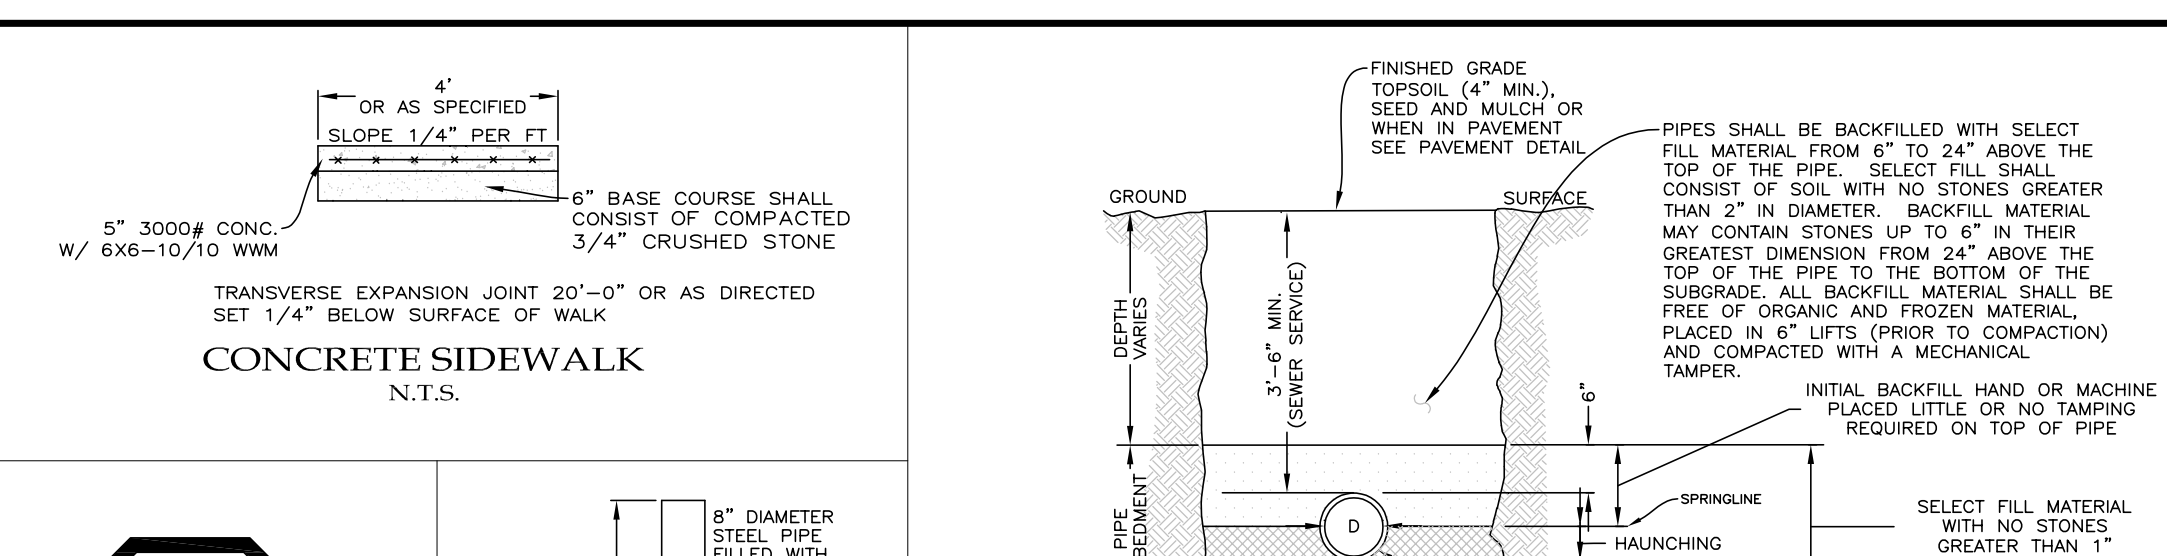 4'
OR AS SPECIFIED
SLOPE 1/4" PER FT
6" BASE COURSE SHALL
CONSIST OF COMPACTED
3/4" CRUSHED STONE
5" 3000# CONC.
W/ 6X6-10/10 WWM
TRANSVERSE EXPANSION JOINT 20'-0" OR AS DIRECTED
SET 1/4" BELOW SURFACE OF WALK
CONCRETE SIDEWALK
N.T.S.
8" DIAMETER
STEEL PIPE
FILLED WITH
FINISHED GRADE
TOPSOIL (4" MIN.),
SEED AND MULCH OR
WHEN IN PAVEMENT
SEE PAVEMENT DETAIL
PIPES SHALL BE BACKFILLED WITH SELECT
FILL MATERIAL FROM 6" TO 24" ABOVE THE
TOP OF THE PIPE. SELECT FILL SHALL
CONSIST OF SOIL WITH NO STONES GREATER
THAN 2" IN DIAMETER. BACKFILL MATERIAL
MAY CONTAIN STONES UP TO 6" IN THEIR
GREATEST DIMENSION FROM 24" ABOVE THE
TOP OF THE PIPE TO THE BOTTOM OF THE
SUBGRADE. ALL BACKFILL MATERIAL SHALL BE
FREE OF ORGANIC AND FROZEN MATERIAL,
PLACED IN 6" LIFTS (PRIOR TO COMPACTION)
AND COMPACTED WITH A MECHANICAL
TAMPER.
GROUND
SURFACE
DEPTH
VARIES
3'-6" MIN.
(SEWER SERVICE)
6"
INITIAL BACKFILL HAND OR MACHINE
PLACED LITTLE OR NO TAMPING
REQUIRED ON TOP OF PIPE
PIPE
BEDMENT
D
SPRINGLINE
HAUNCHING
SELECT FILL MATERIAL
WITH NO STONES
GREATER THAN 1"